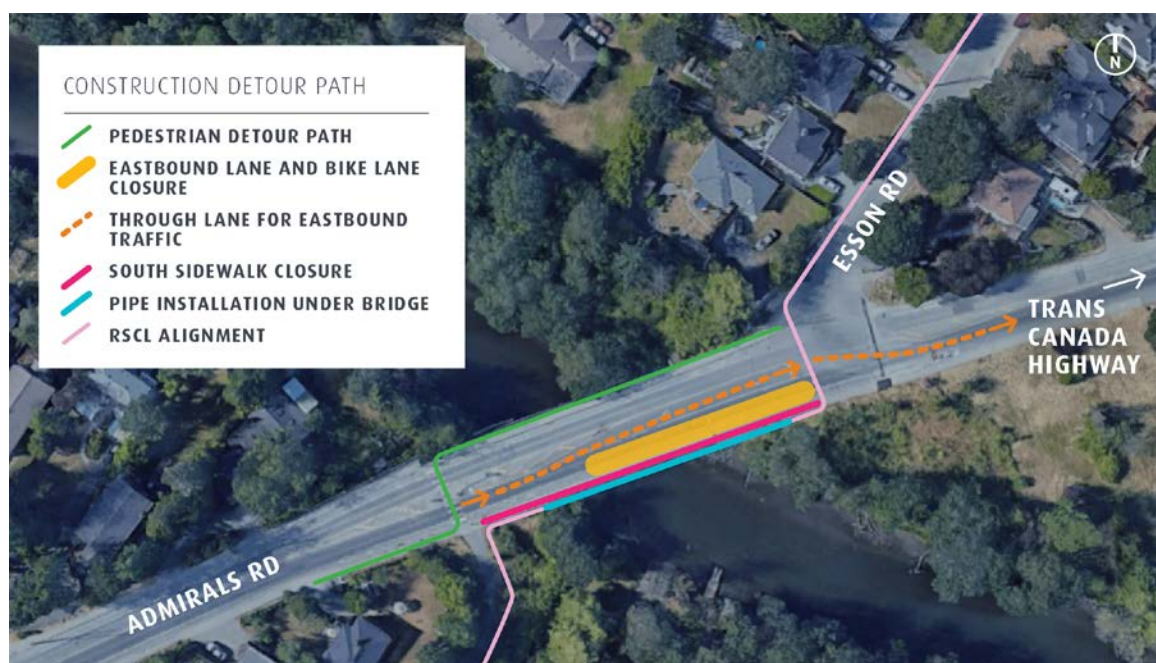 CONSTRUCTION DETOUR PATH
PEDESTRIAN DETOUR PATH
EASTBOUND LANE AND BIKE LANE
CLOSURE
THROUGH LANE FOR EASTBOUND
TRAFFIC
SOUTH SIDEWALK CLOSURE
PIPE INSTALLATION UNDER BRIDGE
RSCL ALIGNMENT
N
ESSON RD
TRANS
CANADA
HIGHWAY
ADMIRALS RD